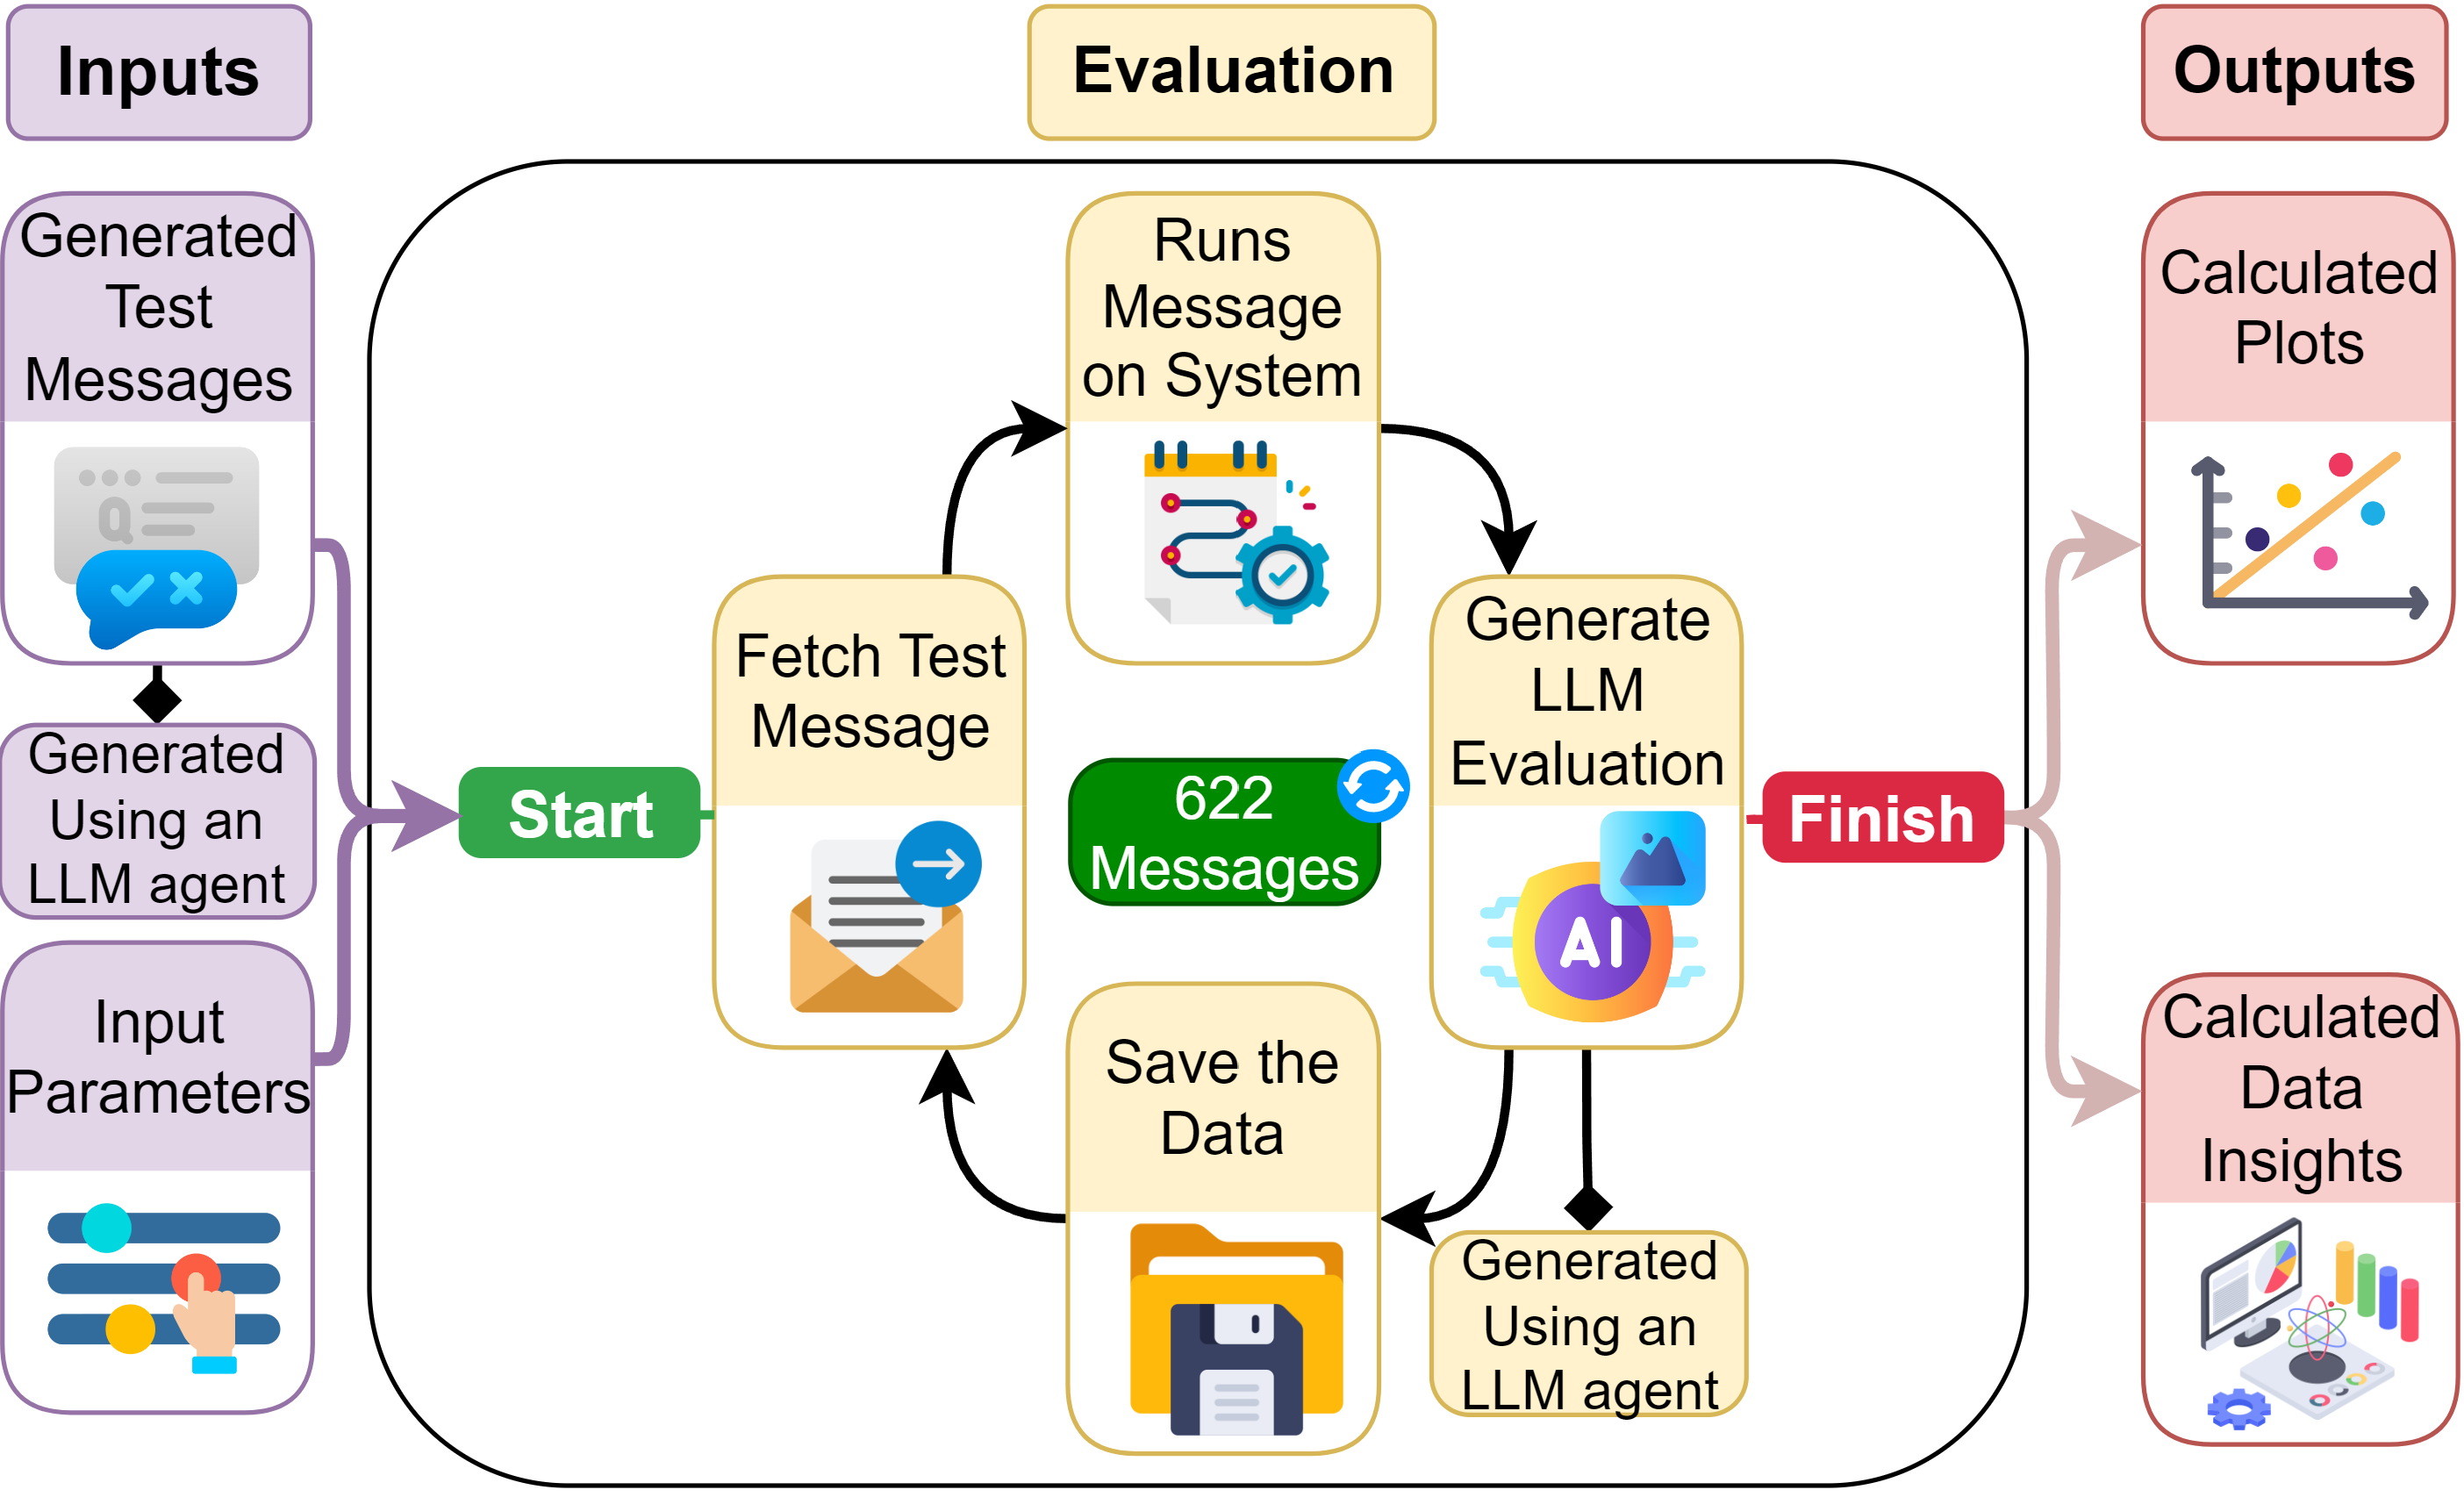 Inputs
Evaluation
Outputs
Generated
Test
Messages
Generated
Using an
LLM agent
Input
Parameters
Start
Fetch Test
Message
Runs
Message
on System
622
Messages
Generate
LLM
Evaluation
AI
Save the
Data
Generated
Using an
LLM agent
Finish
Calculated
Plots
Calculated
Data
Insights
Q